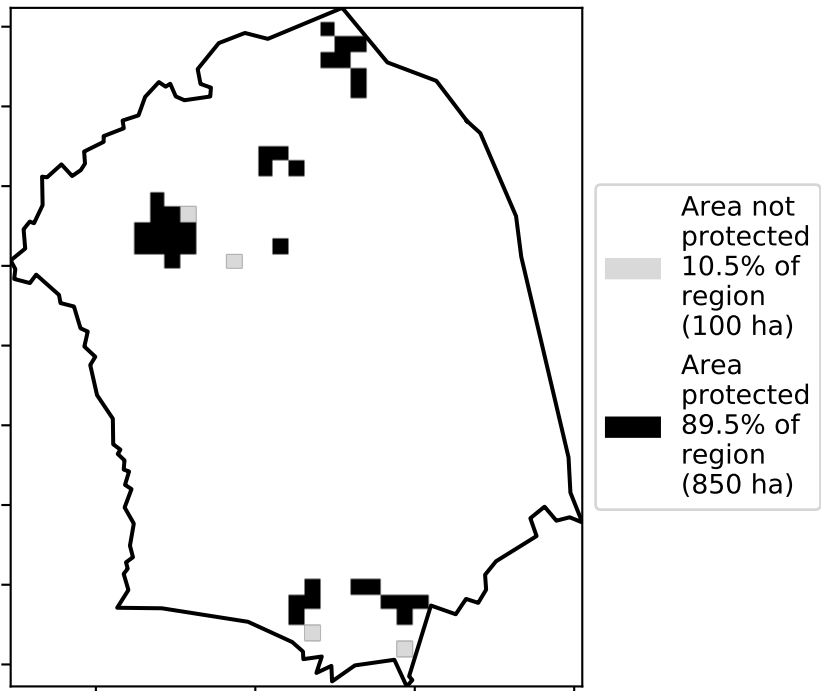 Area not
protected
10.5% of
region
(100 ha)
Area
protected
89.5% of
region
(850 ha)